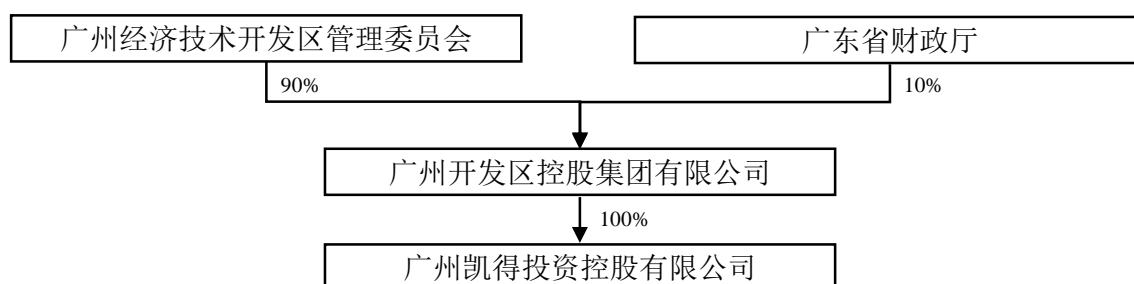 广州经济技术开发区管理委员会
广东省财政厅
90%
10%
广州开发区控股集团有限公司
100%
广州凯得投资控股有限公司